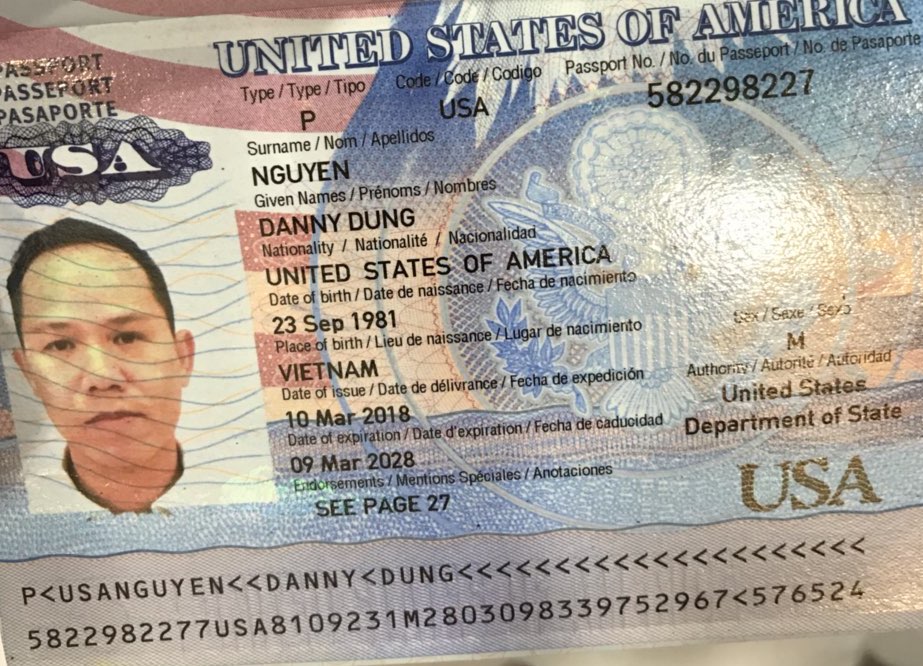 PASSPORT
PASSEPORT
PASAPORTE
USA
UNITED STATES OF AMERICA
Type / Type / Tipo Code / Code / Codigo Passport No. / No. du Passeport / No. de Pasaporte
P USA 582298227
Surname / Nom / Apellidos
NGUYEN
Given Names / Prénoms / Nombres
DANNY DUNG
Nationality / Nationalité / Nacionalidad
UNITED STATES OF AMERICA
Date of birth / Date de naissance / Fecha de nacimiento
23 Sep 1981
Place of birth / Lieu de naissance / Lugar de nacimiento
VIETNAM
Sex / Sexe / Sexo
M
Date of issue / Date de délivrance / Fecha de expedición
10 Mar 2018
Authority / Autorité / Autoridad
United States
Department of State
Date of expiration / Date d'expiration / Fecha de caducidad
09 Mar 2028
Endorsements / Mentions Spéciales / Anotaciones
SEE PAGE 27
USA
P<USANGUYEN<<DANNY<DUNG<<<<<<<<<<<<<<<<<<<<<
5822982277USA8109231M2803098339752967<576524